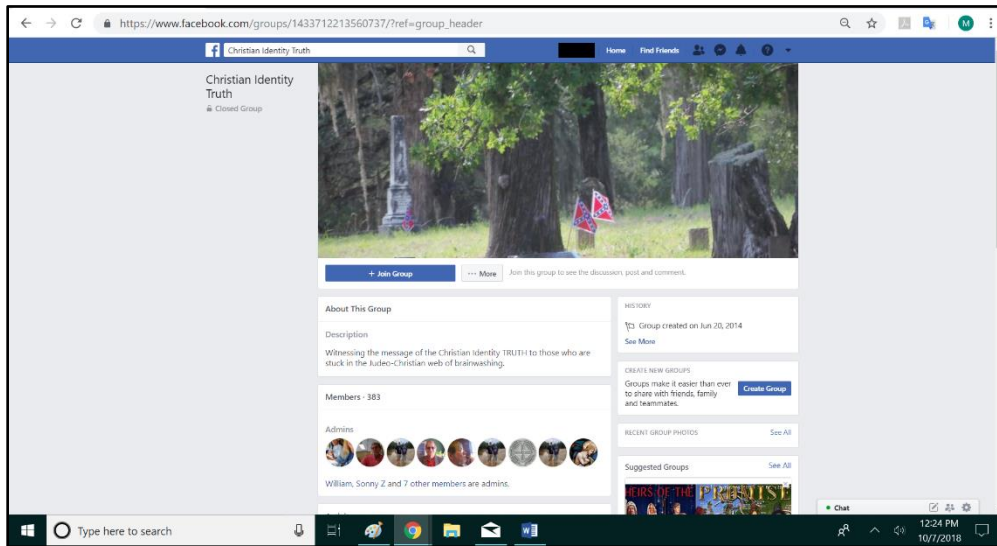 https://www.facebook.com/groups/1433712213560737/?ref=group_header
M
Christian Identity Truth
Home
Find Friends
Christian Identity
Truth
Closed Group
+ Join Group
··· More
Join this group to see the discussion, post and comment.
About This Group
Description
Witnessing the message of the Christian Identity TRUTH to those who are
stuck in the Judeo-Christian web of brainwashing.
Members · 383
Admins
William, Sonny Z and 7 other members are admins.
HISTORY
Group created on Jun 20, 2014
See More
CREATE NEW GROUPS
Groups make it easier than ever
to share with friends, family
and teammates.
Create Group
RECENT GROUP PHOTOS
See All
Suggested Groups
See All
HEIRS OF THE PROMISE
Chat
Type here to search
12:24 PM
10/7/2018